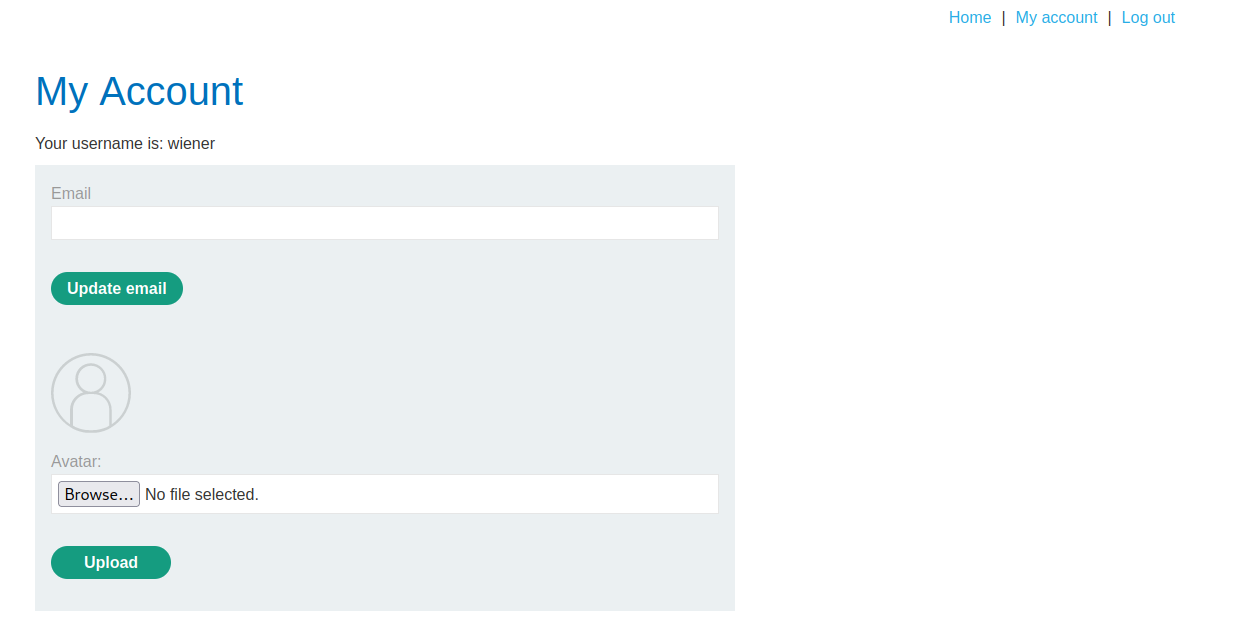 Home | My account | Log out
My Account
Your username is: wiener
Email
Update email
Avatar:
Browse... No file selected.
Upload